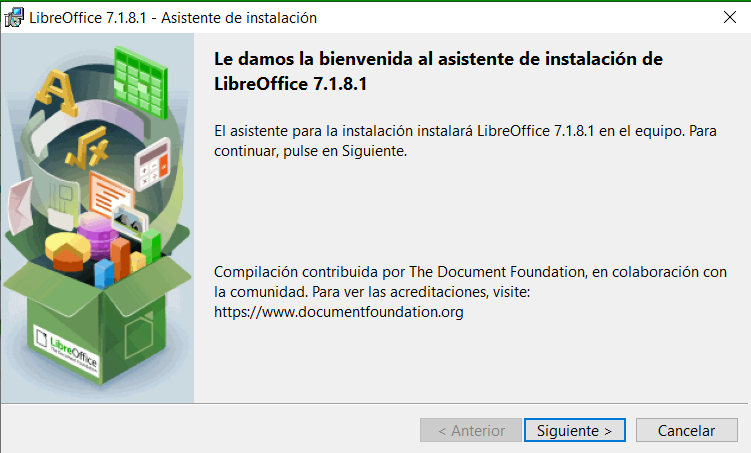 LibreOffice 7.1.8.1 - Asistente de instalación
Le damos la bienvenida al asistente de instalación de
LibreOffice 7.1.8.1
El asistente para la instalación instalará LibreOffice 7.1.8.1 en el equipo. Para
continuar, pulse en Siguiente.
Compilación contribuida por The Document Foundation, en colaboración con
la comunidad. Para ver las acreditaciones, visite:
https://www.documentfoundation.org
LibreOffice
The Document Foundation
< Anterior
Siguiente >
Cancelar